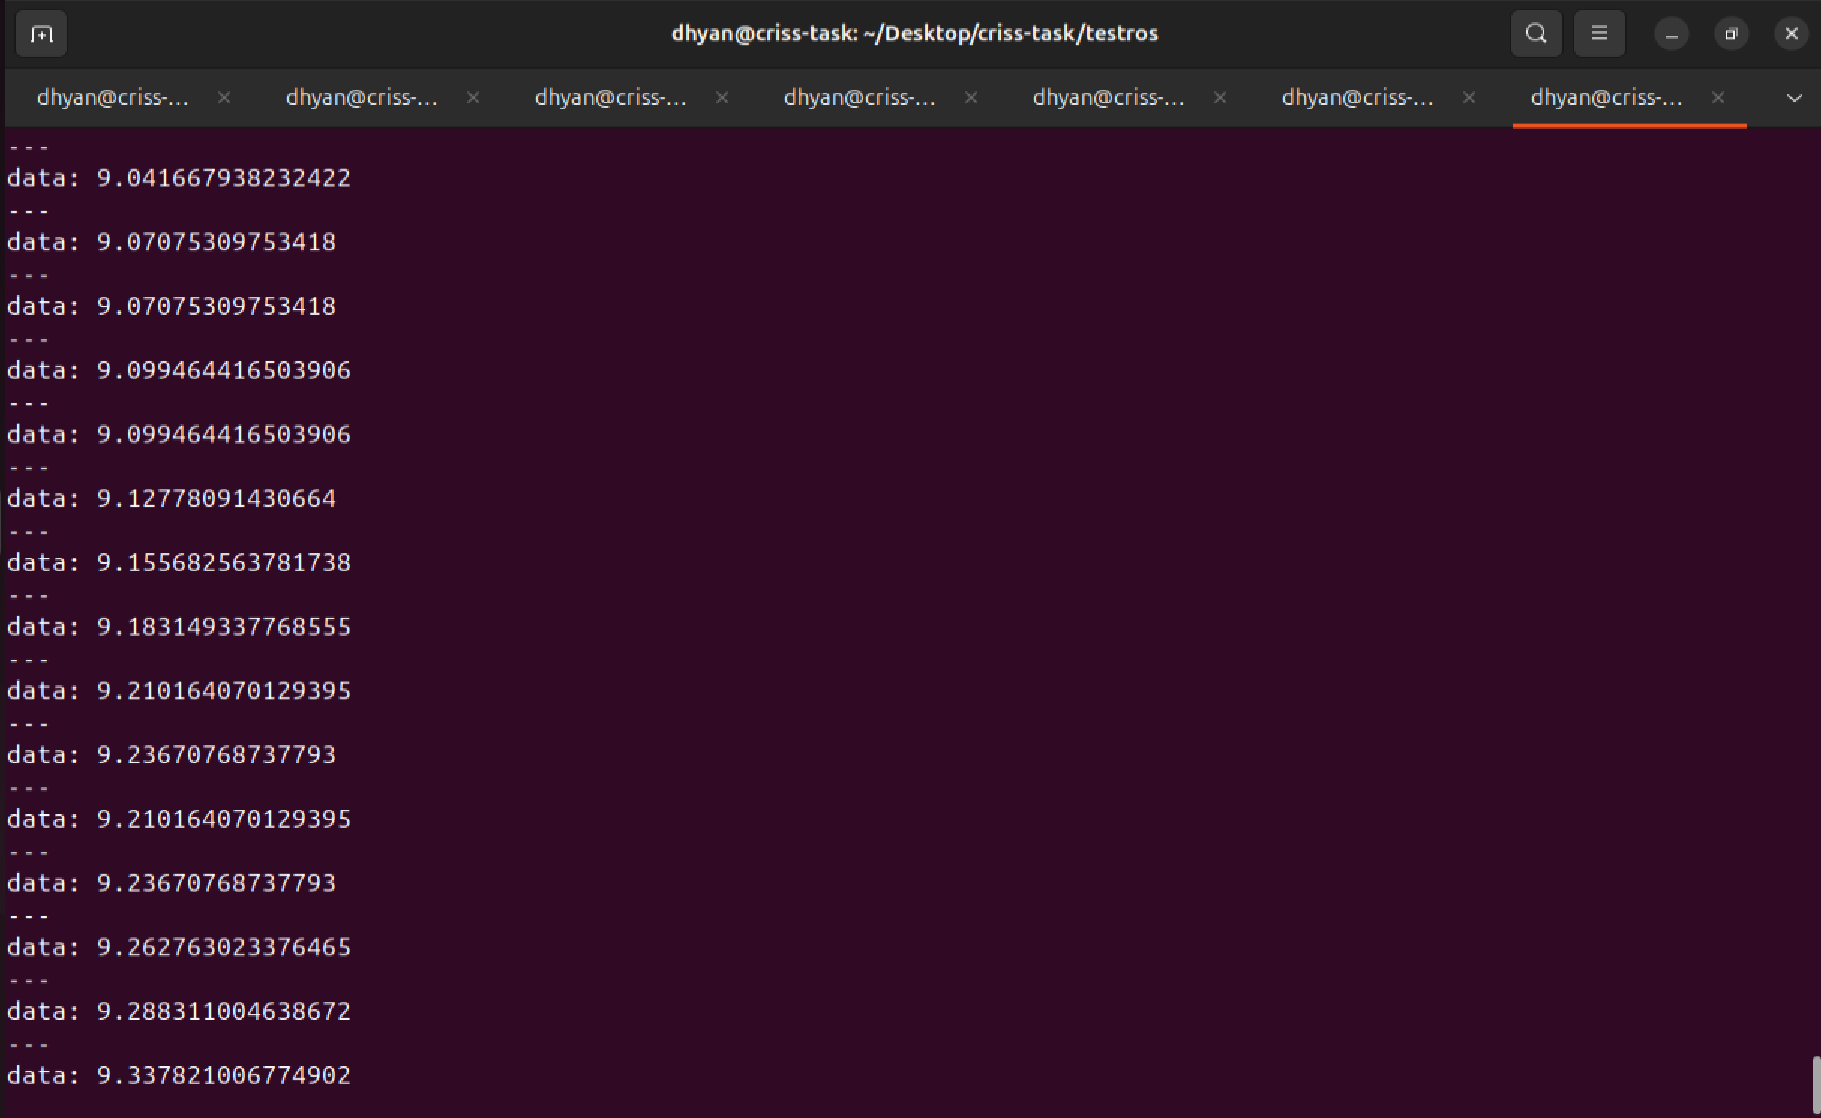 dhyan@criss-task: ~/Desktop/criss-task/testros
dhyan@criss-... dhyan@criss-... dhyan@criss-... dhyan@criss-... dhyan@criss-... dhyan@criss-... dhyan@criss-...
---
data: 9.041667938232422
---
data: 9.07075309753418
---
data: 9.07075309753418
---
data: 9.099464416503906
---
data: 9.099464416503906
---
data: 9.12778091430664
---
data: 9.155682563781738
---
data: 9.183149337768555
---
data: 9.210164070129395
---
data: 9.23670768737793
---
data: 9.210164070129395
---
data: 9.23670768737793
---
data: 9.262763023376465
---
data: 9.288311004638672
---
data: 9.337821006774902